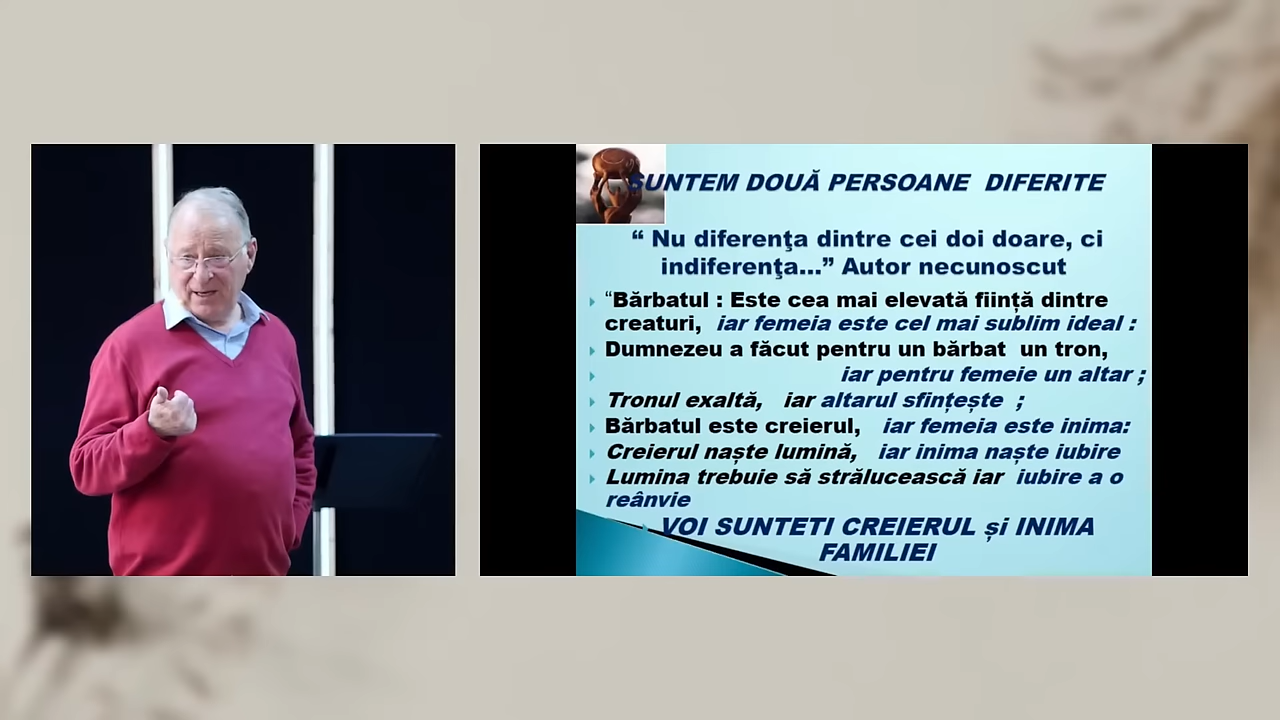 SUNTEM DOUĂ PERSOANE DIFERITE
“ Nu diferenţa dintre cei doi doare, ci
indiferenţa...” Autor necunoscut
“Bărbatul : Este cea mai elevată ființă dintre
creaturi, iar femeia este cel mai sublim ideal :
Dumnezeu a făcut pentru un bărbat un tron,
iar pentru femeie un altar ;
Tronul exaltă, iar altarul sfințește ;
Bărbatul este creierul, iar femeia este inima:
Creierul naște lumină, iar inima naște iubire
Lumina trebuie să strălucească iar iubire a o
reânvie
VOI SUNTETI CREIERUL și INIMA
FAMILIEI